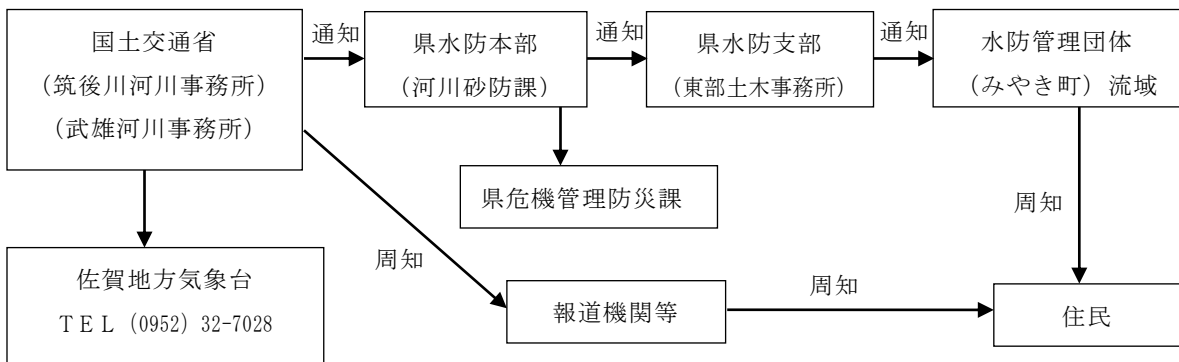 国土交通省
(筑後川河川事務所)
(武雄河川事務所)
通知
県水防本部
(河川砂防課)
通知
県水防支部
(東部土木事務所)
通知
水防管理団体
(みやき町)流域
県危機管理防災課
周知
佐賀地方気象台
TEL(0952)32-7028
周知
報道機関等
周知
住民